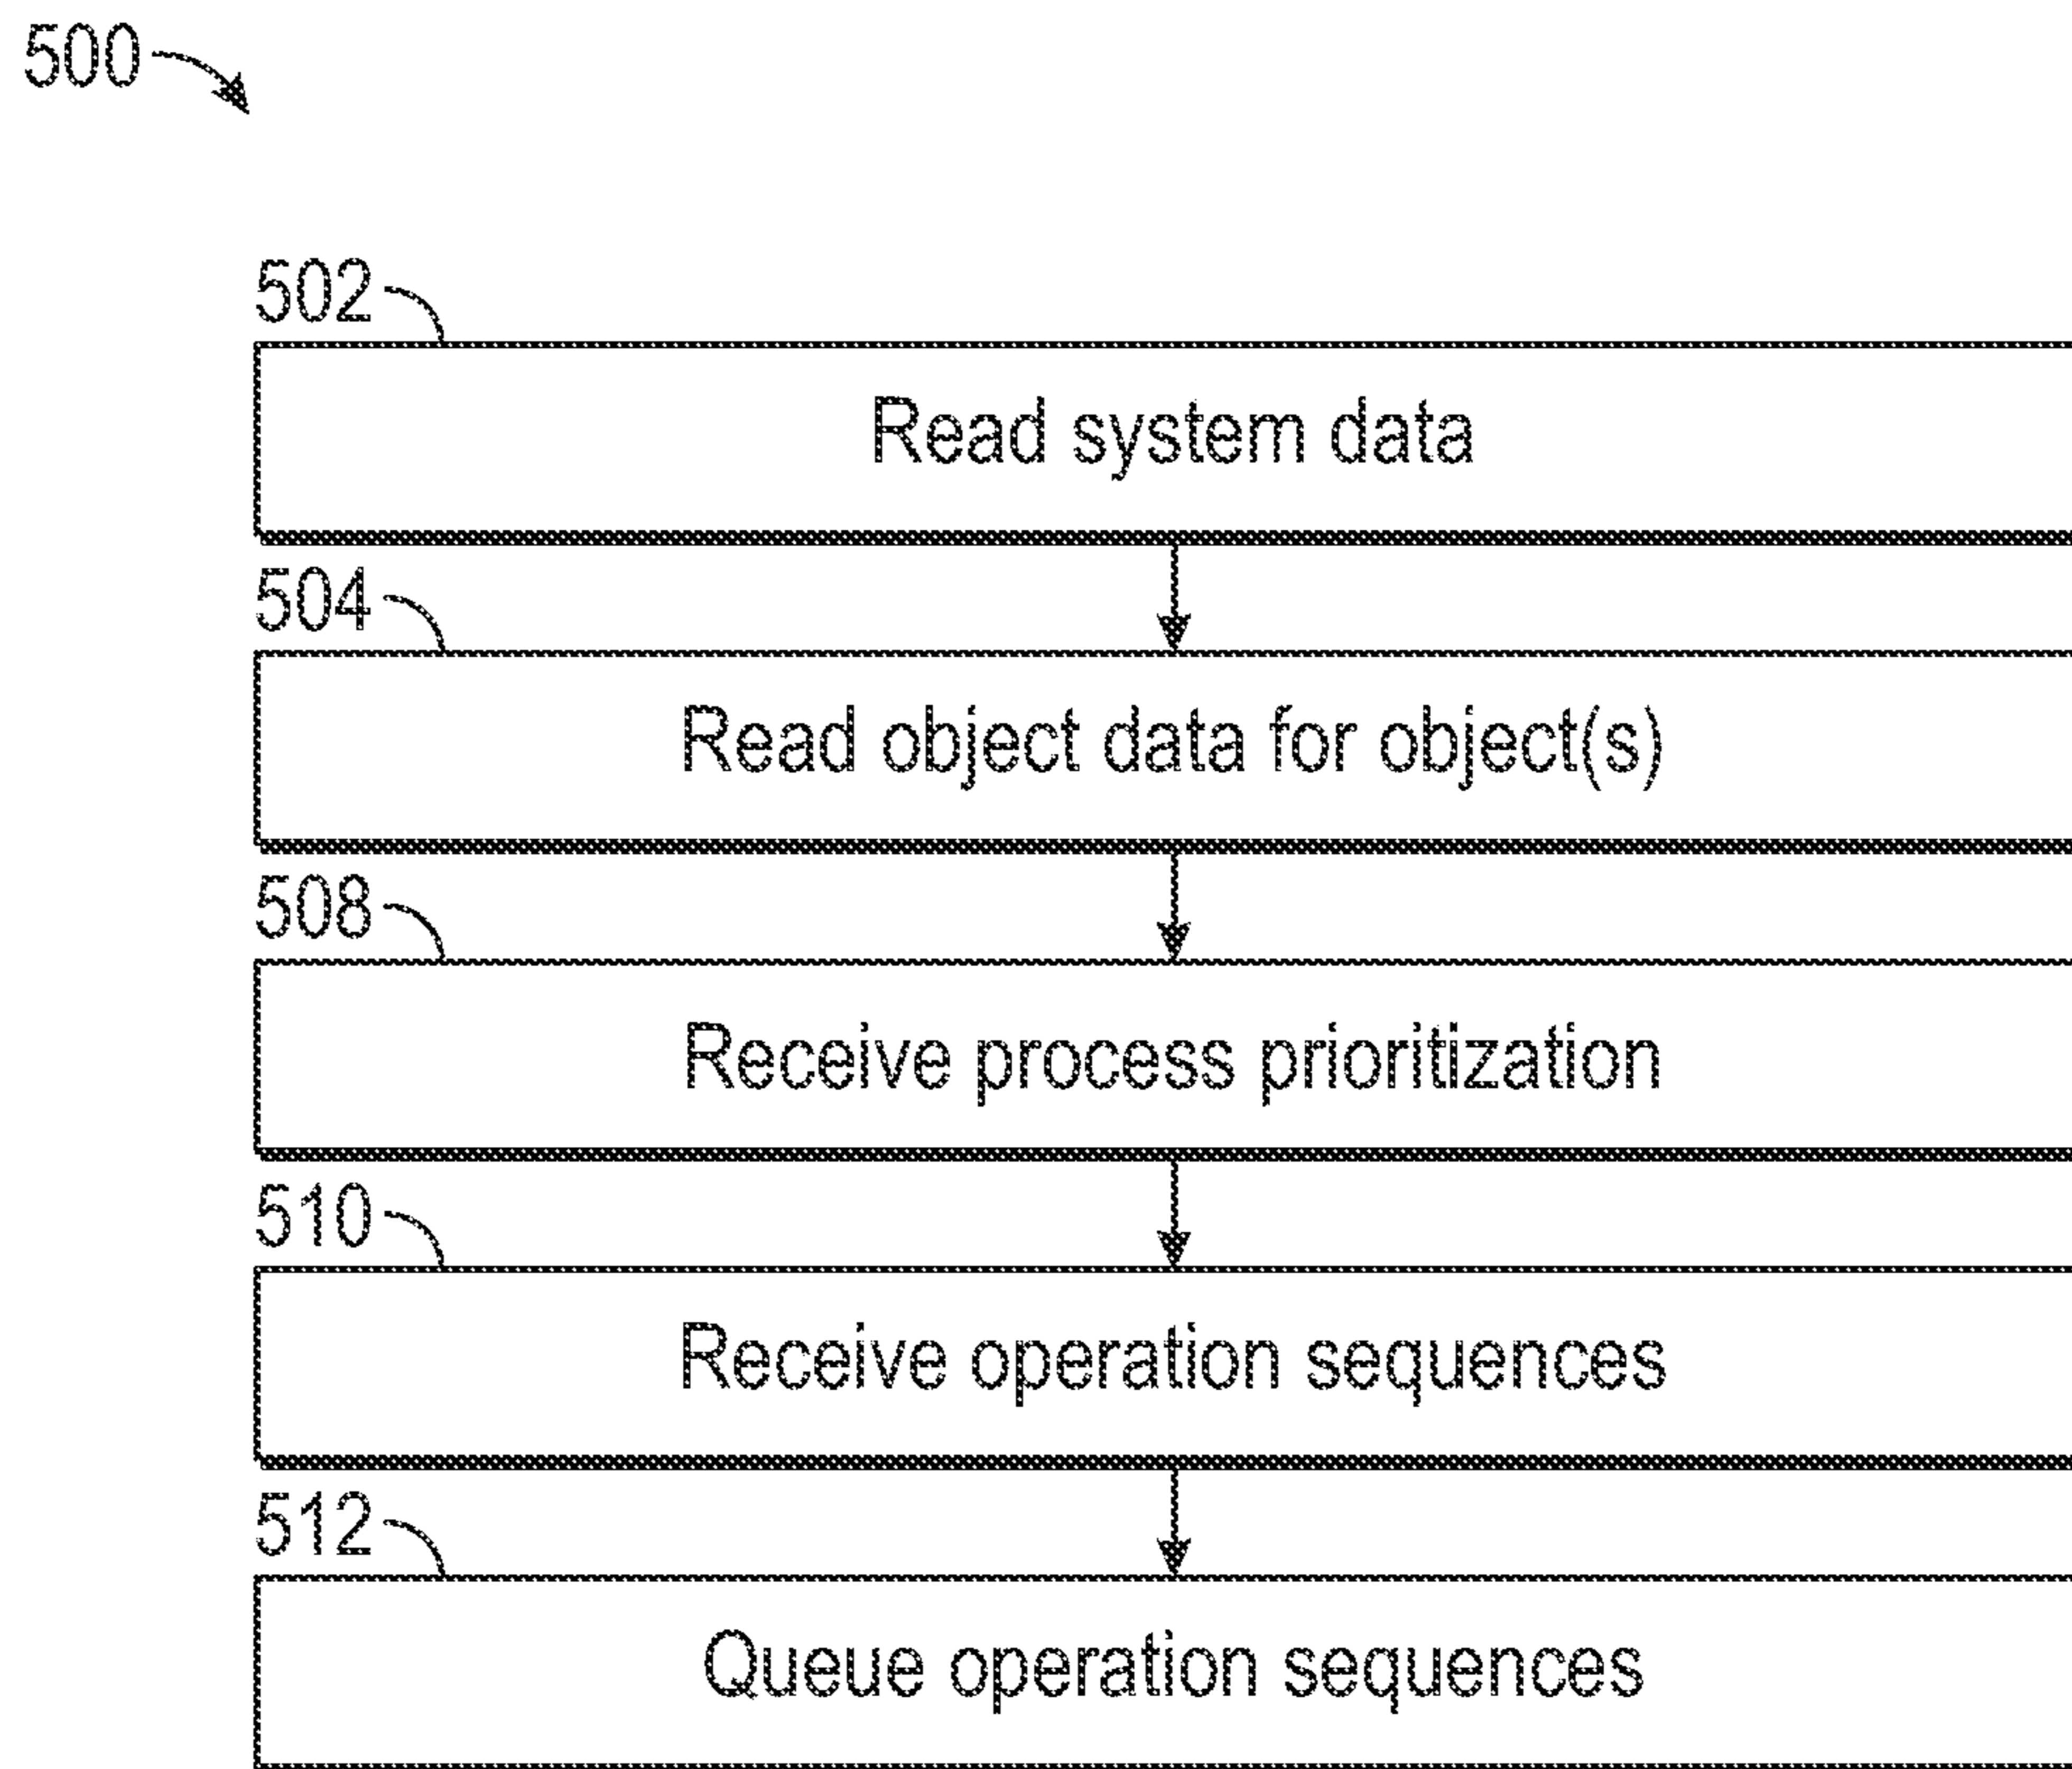 500
502
Read system data
504
Read object data for object(s)
508
Receive process prioritization
510
Receive operation sequences
512
Queue operation sequences